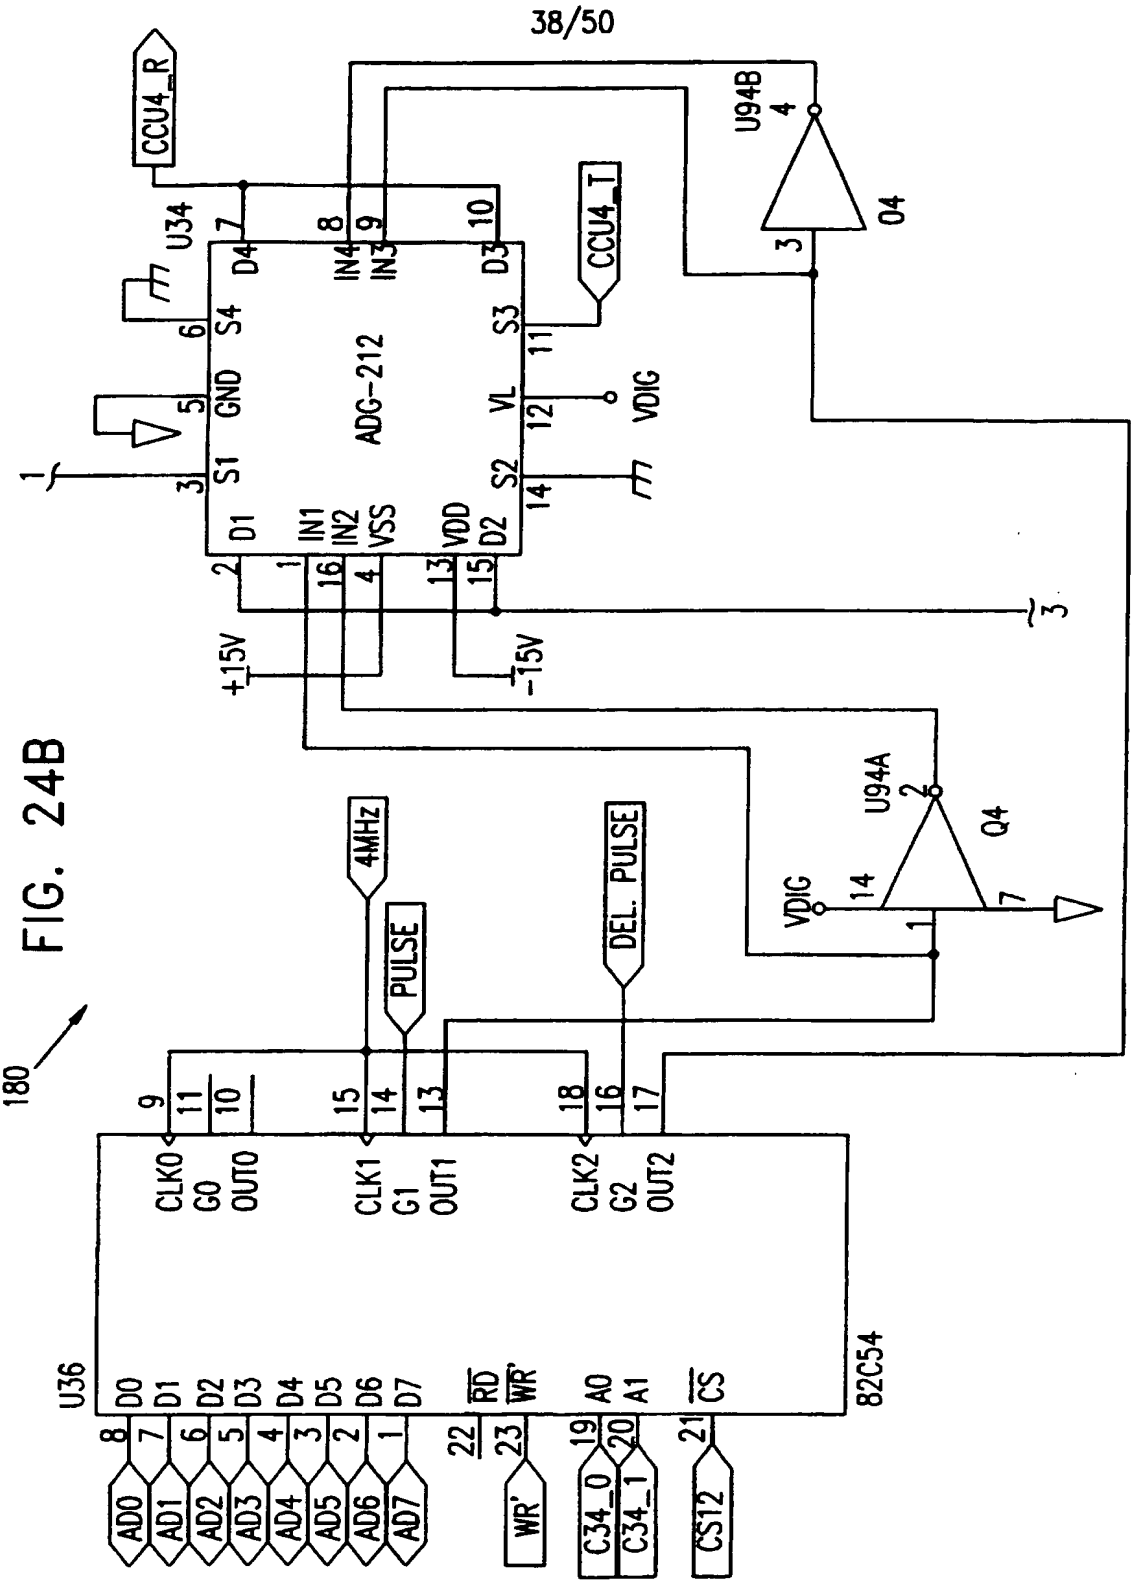 38/50
FIG. 24B
180
U36
82C54
AD0 8 D0
AD1 7 D1
AD2 6 D2
AD3 5 D3
AD4 4 D4
AD5 3 D5
AD6 2 D6
AD7 1 D7
22 RD
WR' 23 WR'
C34_0 19 A0
C34_1 20 A1
CS12 21 CS
CLK0 9
G0 11
OUT0 10
CLK1 15
G1 14
OUT1 13
CLK2 18
G2 16
OUT2 17
4MHz
PULSE
DEL. PULSE
+15V
-15V
VDIG
14
1
7
2
U94A
Q4
U34
ADG-212
2 D1
1 IN1
16 IN2
4 VSS
13 VDD
15 D2
1
3 S1
5 GND
6 S4
D4 7
IN4 8
IN3 9
D3 10
14 S2
12 VL
11 S3
VDIG
CCU4_T
CCU4_R
3
U94B
4
3
04